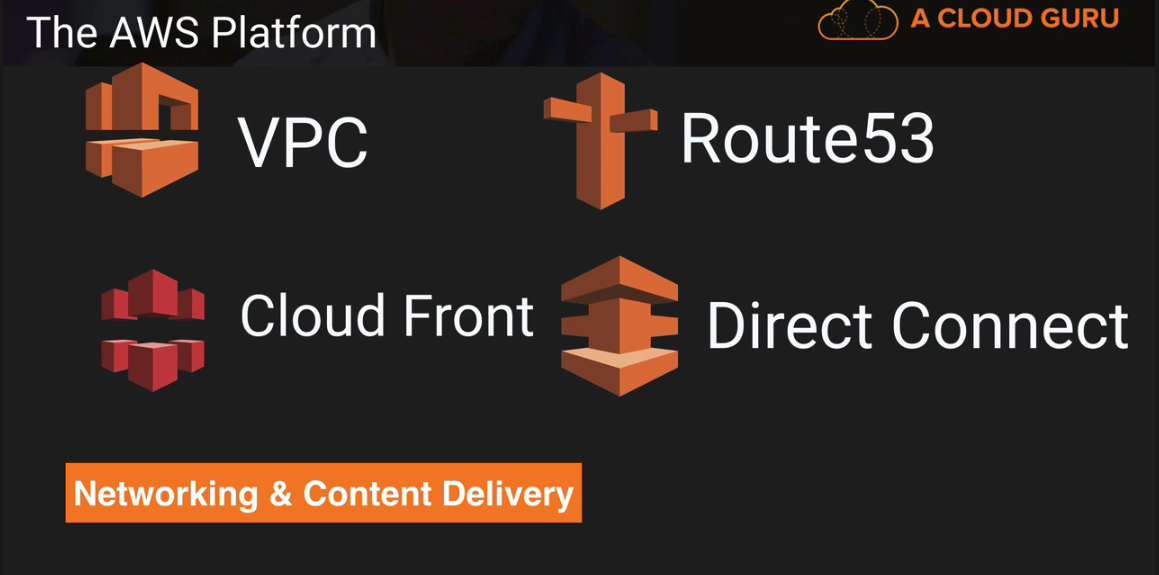 The AWS Platform
A CLOUD GURU
VPC
Route53
Cloud Front
Direct Connect
Networking & Content Delivery